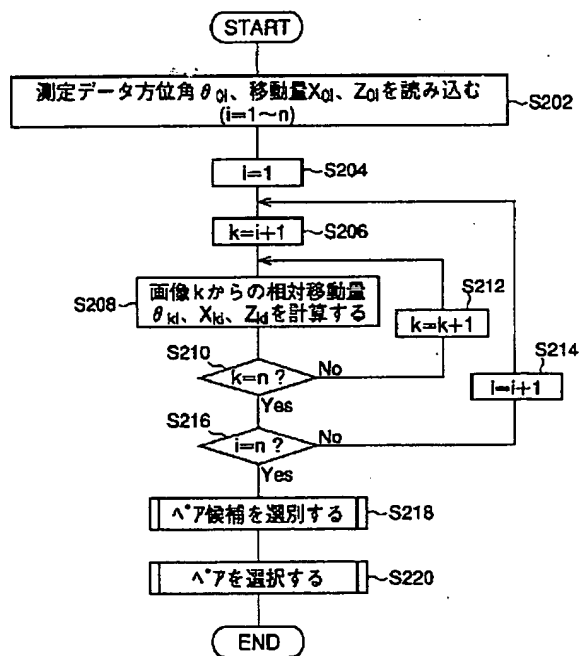 START
測定データ方位角θ0i、移動量X0i、Z0iを読み込む
(i=1~n)
S202
i=1
S204
k=i+1
S206
画像kからの相対移動量
θki、Xki、Zkiを計算する
S208
k=k+1
S212
k=n?
S210
No
Yes
i=i+1
S214
i=n?
S216
No
Yes
ペア候補を選別する
S218
ペアを選択する
S220
END